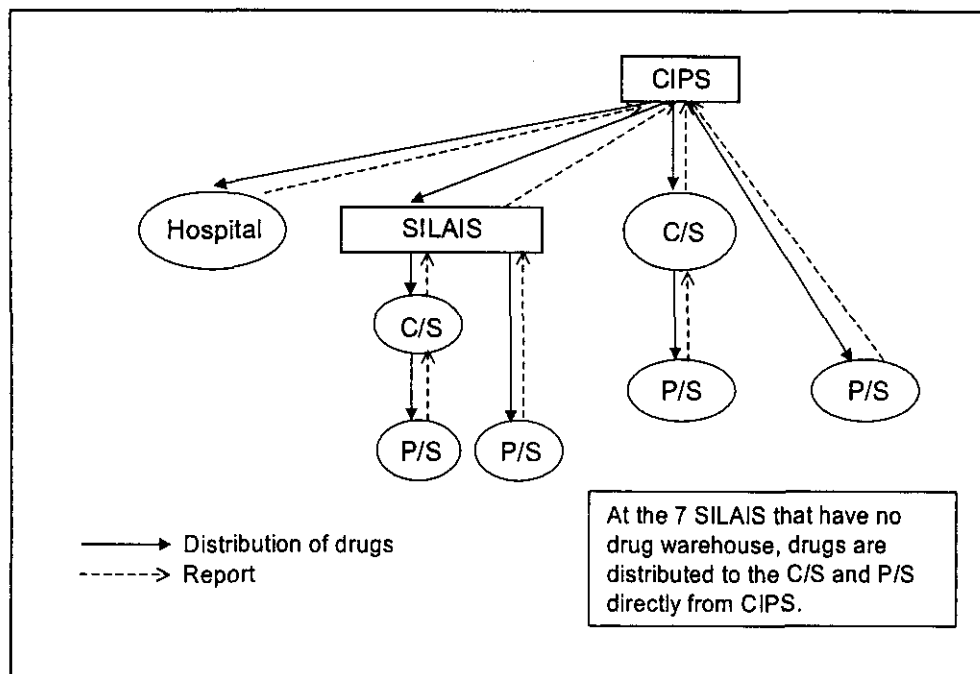 CIPS
Hospital
SILAIS
C/S
C/S
P/S
P/S
P/S
P/S
Distribution of drugs
Report
At the 7 SILAIS that have no
drug warehouse, drugs are
distributed to the C/S and P/S
directly from CIPS.